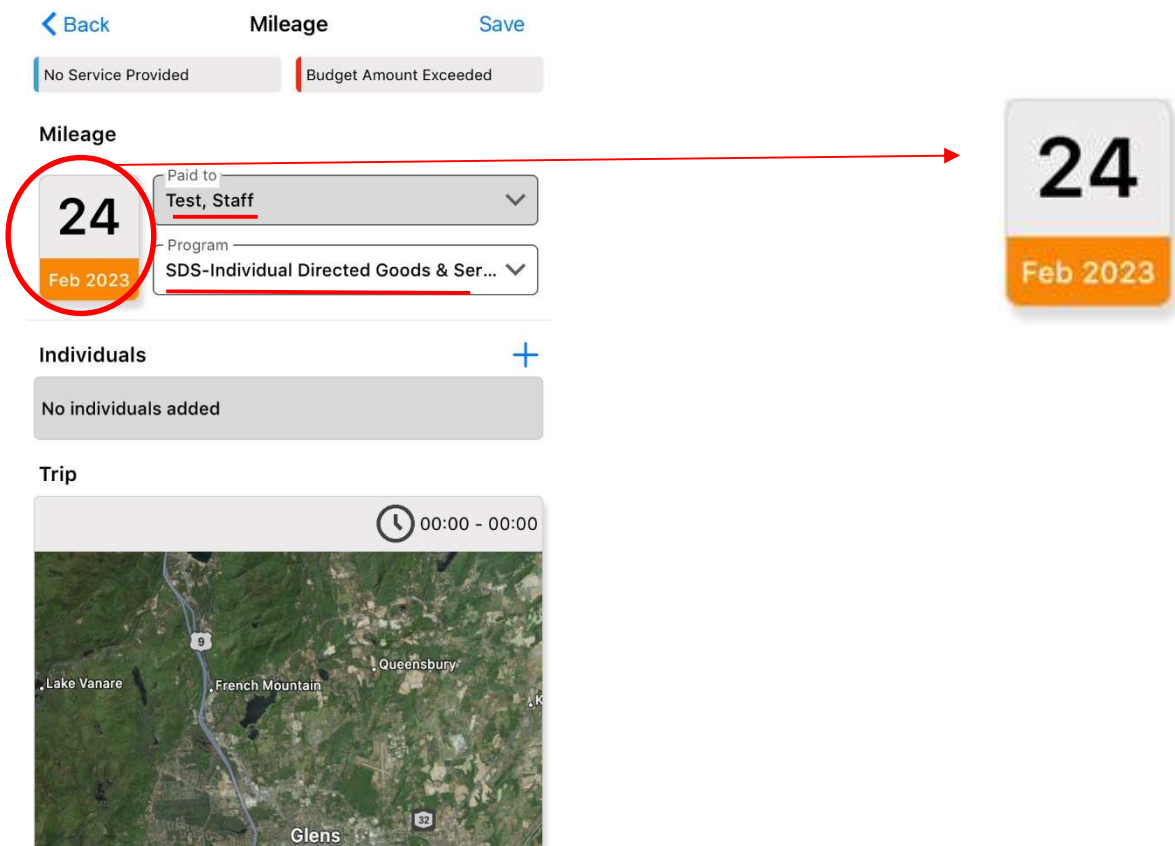 Back
Mileage
Save
No Service Provided
Budget Amount Exceeded
Mileage
24
Feb 2023
Paid to
Test, Staff
Program
SDS-Individual Directed Goods & Ser...
24
Feb 2023
Individuals
No individuals added
Trip
00:00 - 00:00
9
Queensbury
Lake Vanare
French Mountain
K
32
Glens